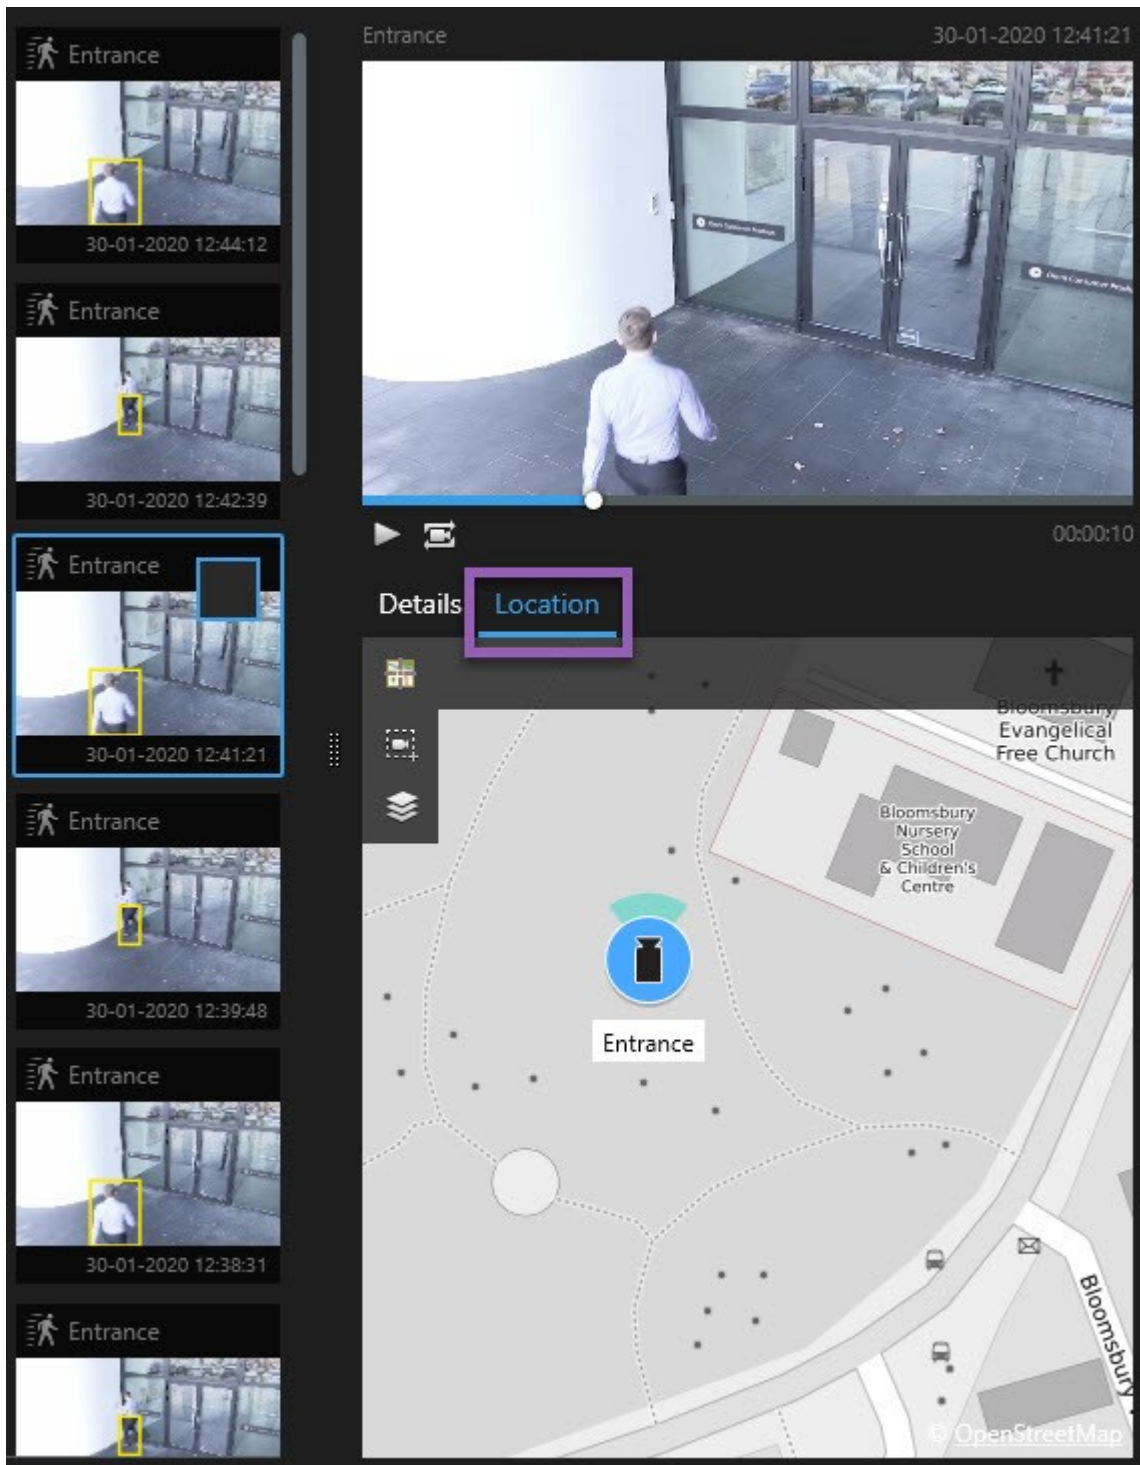 Entrance
30-01-2020 12:44:12
Entrance
30-01-2020 12:42:39
Entrance
30-01-2020 12:41:21
Entrance
30-01-2020 12:39:48
Entrance
30-01-2020 12:38:31
Entrance
Entrance
30-01-2020 12:41:21
00:00:10
Details
Location
Bloomsbury
Evangelical
Free Church
Bloomsbury
Nursery
School
& Children's
Centre
Entrance
Bloomsbury
© OpenStreetMap